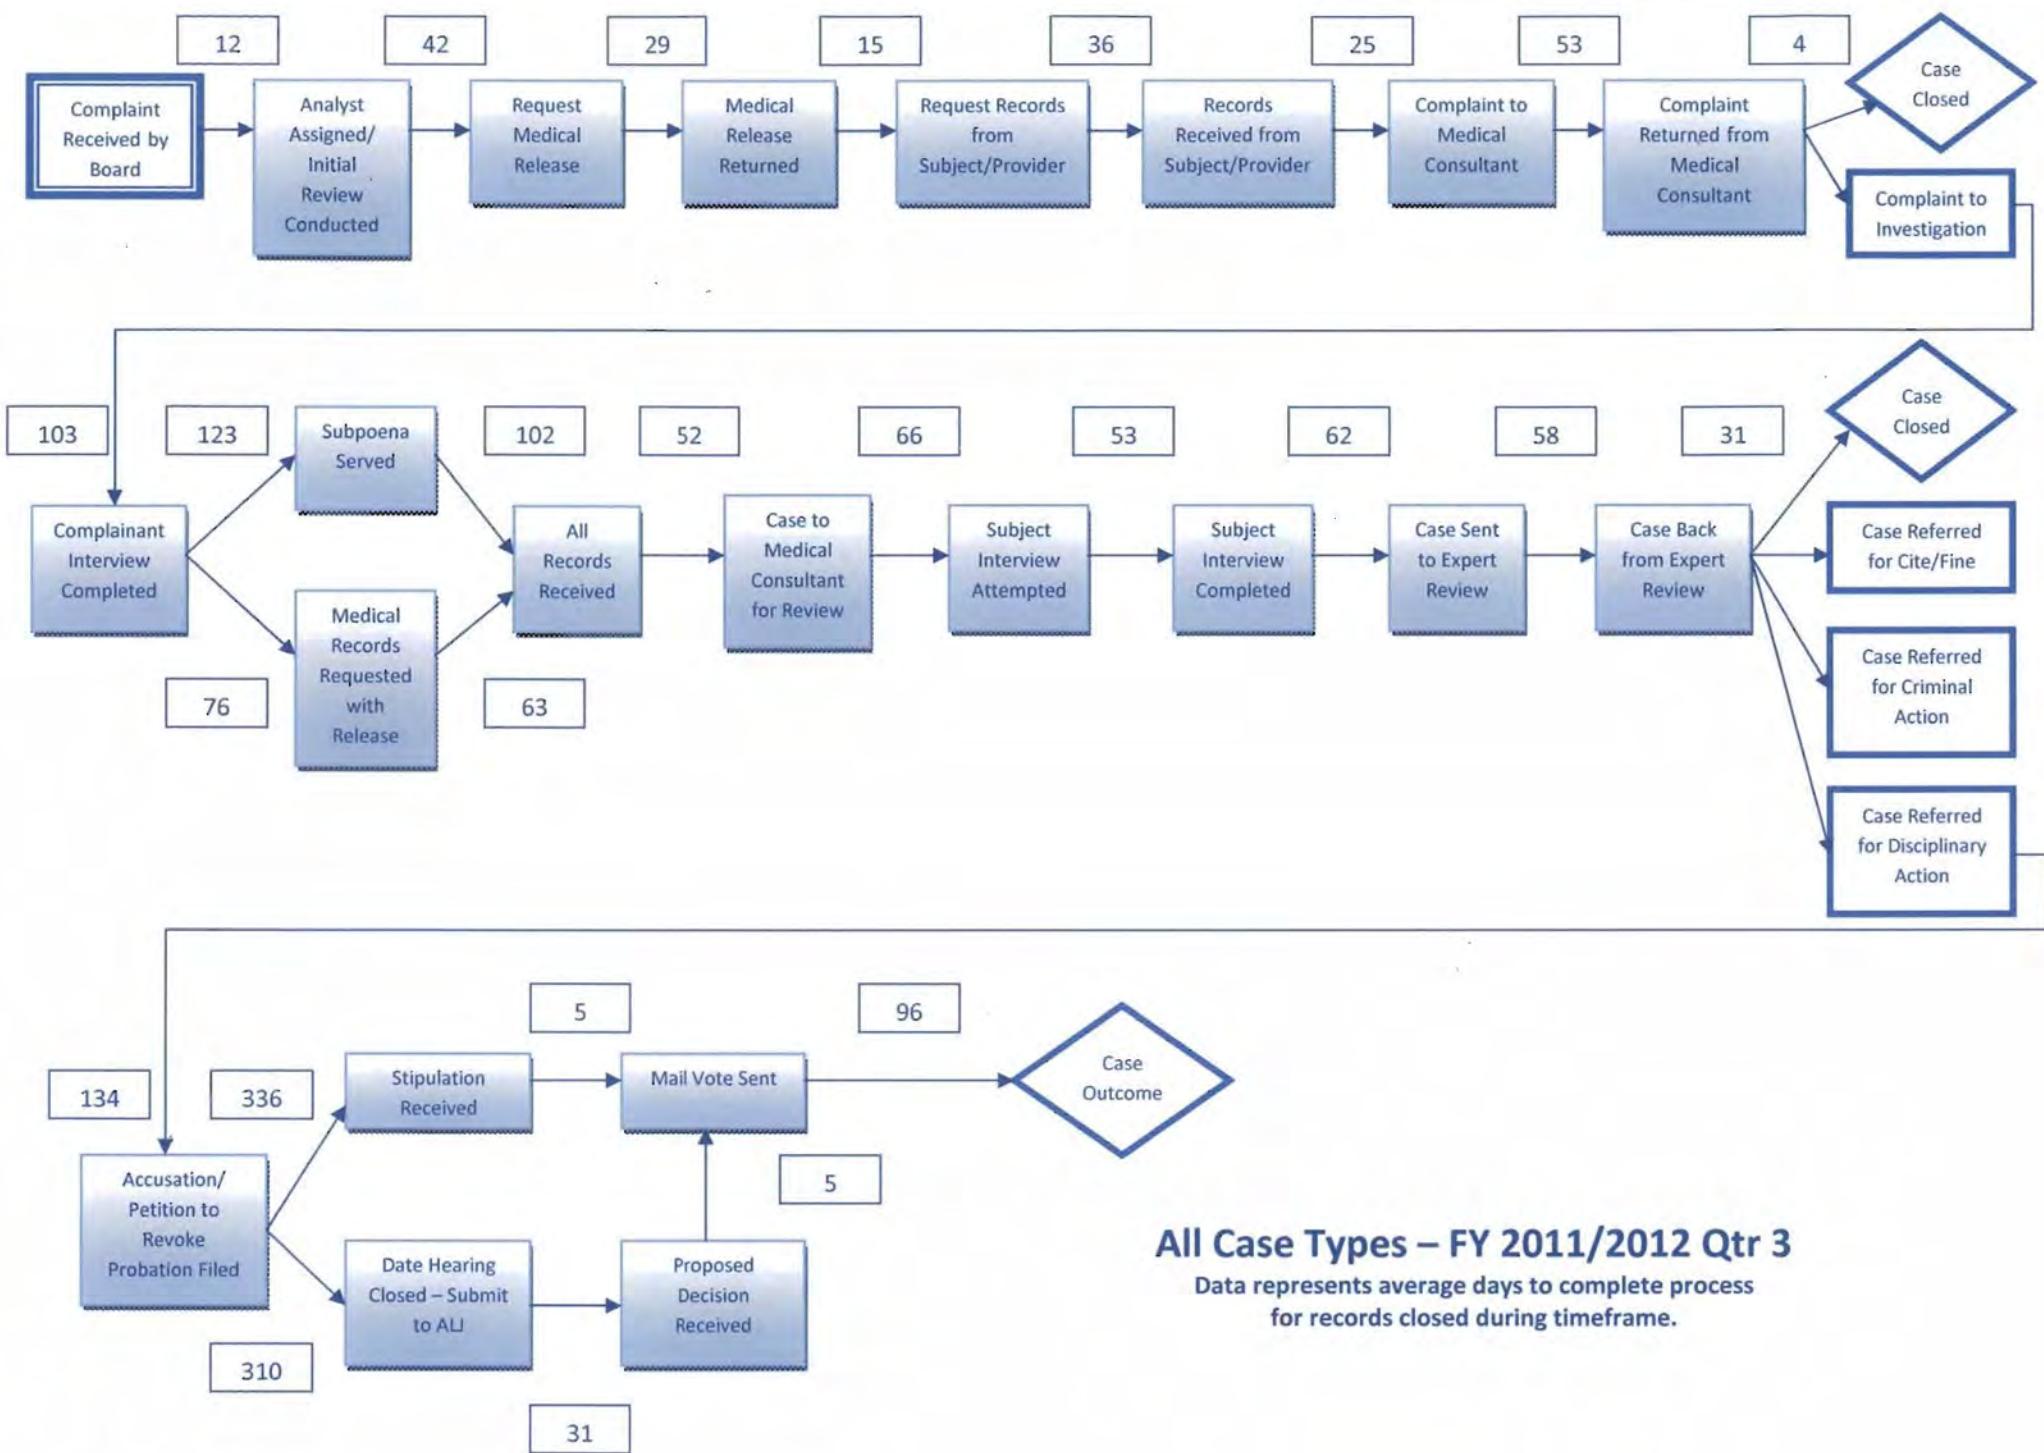 12
42
29
15
36
25
53
4
Complaint
Received by
Board
Analyst
Assigned/
Initial
Review
Conducted
Request
Medical
Release
Medical
Release
Returned
Request Records
from
Subject/Provider
Records
Received from
Subject/Provider
Complaint to
Medical
Consultant
Complaint
Returned from
Medical
Consultant
Case
Closed
Complaint to
Investigation
103
123
102
52
66
53
62
58
31
Complainant
Interview
Completed
Subpoena
Served
Medical
Records
Requested
with
Release
76
63
All
Records
Received
Case to
Medical
Consultant
for Review
Subject
Interview
Attempted
Subject
Interview
Completed
Case Sent
to Expert
Review
Case Back
from Expert
Review
Case
Closed
Case Referred
for Cite/Fine
Case Referred
for Criminal
Action
Case Referred
for Disciplinary
Action
134
336
5
96
Accusation/
Petition to
Revoke
Probation Filed
Stipulation
Received
Mail Vote Sent
Case
Outcome
5
Date Hearing
Closed – Submit
to ALJ
Proposed
Decision
Received
310
31
All Case Types – FY 2011/2012 Qtr 3
Data represents average days to complete process
for records closed during timeframe.